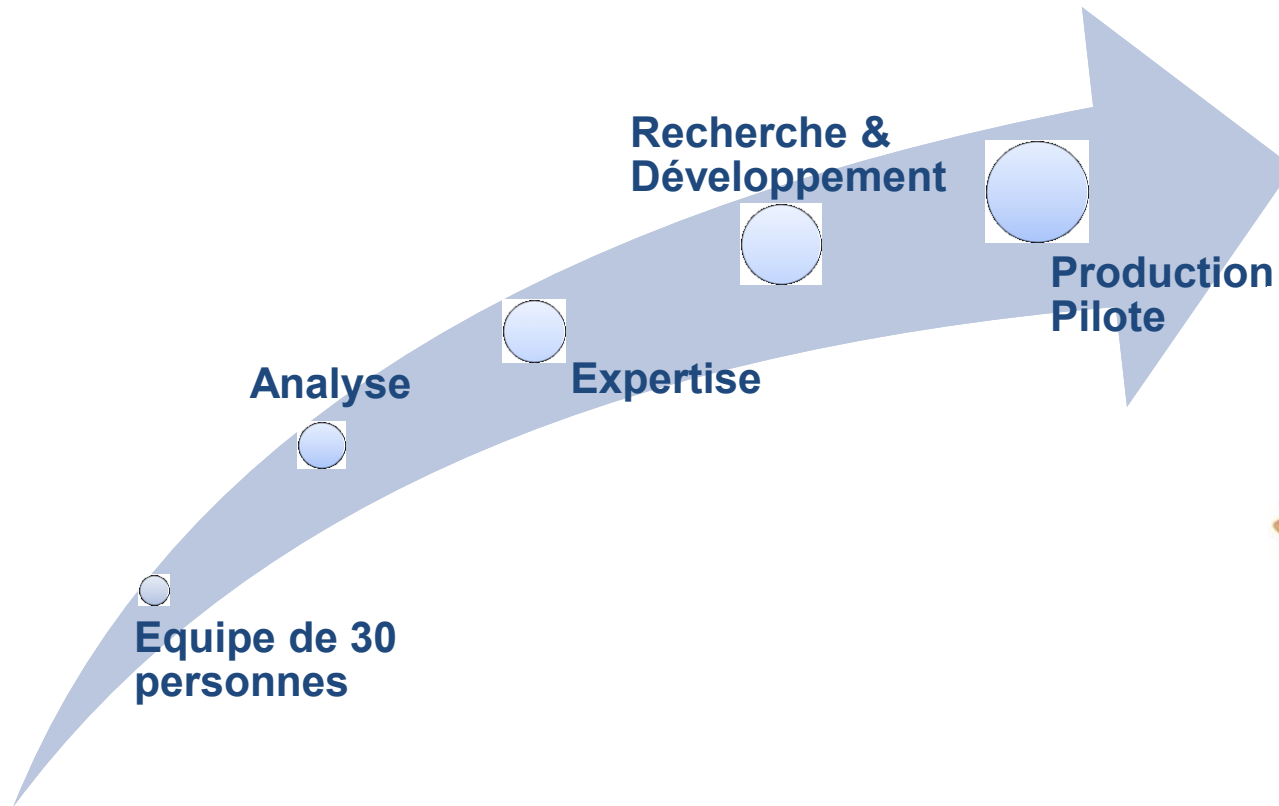 Recherche &
Développement
Production
Pilote
Analyse
Expertise
Equipe de 30
personnes